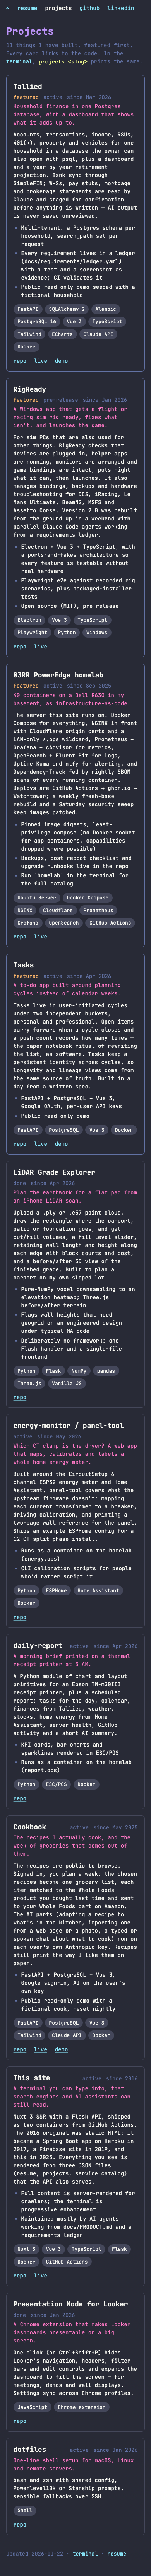 ~ resume projects github linkedin
Projects
11 things I have built, featured first.
Every card links to the code. In the
terminal, projects <slug> prints the same.
Tallied
featured active since Mar 2026
Household finance in one Postgres
database, with a dashboard that shows
what it adds up to.
Accounts, transactions, income, RSUs,
401(k)s, property and vehicles for one
household, in a database the owner can
also open with psql, plus dashboards
and a year-by-year retirement
projection. Bank sync through
SimpleFIN; W-2s, pay stubs, mortgage
and brokerage statements are read by
Claude and staged for confirmation
before anything is written — AI output
is never saved unreviewed.
• Multi-tenant: a Postgres schema per
household, search_path set per
request
• Every requirement lives in a ledger
(docs/requirements/ledger.yaml)
with a test and a screenshot as
evidence; CI validates it
• Public read-only demo seeded with a
fictional household
FastAPI SQLAlchemy 2 Alembic
PostgreSQL 16 Vue 3 TypeScript
Tailwind ECharts Claude API
Docker
repo live demo
RigReady
featured pre-release since Jan 2026
A Windows app that gets a flight or
racing sim rig ready, fixes what
isn't, and launches the game.
For sim PCs that are also used for
other things. RigReady checks that
devices are plugged in, helper apps
are running, monitors are arranged and
game bindings are intact, puts right
what it can, then launches. It also
manages bindings, backups and hardware
troubleshooting for DCS, iRacing, Le
Mans Ultimate, BeamNG, MSFS and
Assetto Corsa. Version 2.0 was rebuilt
from the ground up in a weekend with
parallel Claude Code agents working
from a requirements ledger.
• Electron + Vue 3 + TypeScript, with
a ports-and-fakes architecture so
every feature is testable without
real hardware
• Playwright e2e against recorded rig
scenarios, plus packaged-installer
tests
• Open source (MIT), pre-release
Electron Vue 3 TypeScript
Playwright Python Windows
repo live
83RR PowerEdge homelab
featured active since Sep 2025
40 containers on a Dell R630 in my
basement, as infrastructure-as-code.
The server this site runs on. Docker
Compose for everything, NGINX in front
with Cloudflare origin certs and a
LAN-only *.ops wildcard, Prometheus +
Grafana + cAdvisor for metrics,
OpenSearch + Fluent Bit for logs,
Uptime Kuma and ntfy for alerting, and
Dependency-Track fed by nightly SBOM
scans of every running container.
Deploys are GitHub Actions → ghcr.io →
Watchtower; a weekly fresh-base
rebuild and a Saturday security sweep
keep images patched.
• Pinned image digests, least-
privilege compose (no Docker socket
for app containers, capabilities
dropped where possible)
• Backups, post-reboot checklist and
upgrade runbooks live in the repo
• Run `homelab` in the terminal for
the full catalog
Ubuntu Server Docker Compose
NGINX Cloudflare Prometheus
Grafana OpenSearch GitHub Actions
repo live
Tasks
featured active since Apr 2026
A to-do app built around planning
cycles instead of calendar weeks.
Tasks live in user-initiated cycles
under two independent buckets,
personal and professional. Open items
carry forward when a cycle closes and
a push count records how many times —
the paper-notebook ritual of rewriting
the list, as software. Tasks keep a
persistent identity across cycles, so
longevity and lineage views come from
the same source of truth. Built in a
day from a written spec.
• FastAPI + PostgreSQL + Vue 3,
Google OAuth, per-user API keys
• Public read-only demo
FastAPI PostgreSQL Vue 3 Docker
repo live demo
LiDAR Grade Explorer
done since Apr 2026
Plan the earthwork for a flat pad from
an iPhone LiDAR scan.
Upload a .ply or .e57 point cloud,
draw the rectangle where the carport,
patio or foundation goes, and get
cut/fill volumes, a fill-level slider,
retaining-wall length and height along
each edge with block counts and cost,
and a before/after 3D view of the
finished grade. Built to plan a
carport on my own sloped lot.
• Pure-NumPy voxel downsampling to an
elevation heatmap; Three.js
before/after terrain
• Flags wall heights that need
geogrid or an engineered design
under typical MA code
• Deliberately no framework: one
Flask handler and a single-file
frontend
Python Flask NumPy pandas
Three.js Vanilla JS
repo
energy-monitor / panel-tool
active since May 2026
Which CT clamp is the dryer? A web app
that maps, calibrates and labels a
whole-home energy meter.
Built around the CircuitSetup 6-
channel ESP32 energy meter and Home
Assistant. panel-tool covers what the
upstream firmware doesn't: mapping
each current transformer to a breaker,
driving calibration, and printing a
one-page wall reference for the panel.
Ships an example ESPHome config for a
12-CT split-phase install.
• Runs as a container on the homelab
(energy.ops)
• CLI calibration scripts for people
who'd rather script it
Python ESPHome Home Assistant
Docker
repo
daily-report active since Apr 2026
A morning brief printed on a thermal
receipt printer at 5 AM.
A Python module of chart and layout
primitives for an Epson TM-m30III
receipt printer, plus a scheduled
report: tasks for the day, calendar,
finances from Tallied, weather,
stocks, home energy from Home
Assistant, server health, GitHub
activity and a short AI summary.
• KPI cards, bar charts and
sparklines rendered in ESC/POS
• Runs as a container on the homelab
(report.ops)
Python ESC/POS Docker
repo
Cookbook active since May 2025
The recipes I actually cook, and the
week of groceries that comes out of
them.
The recipes are public to browse.
Signed in, you plan a week: the chosen
recipes become one grocery list, each
item matched to the Whole Foods
product you bought last time and sent
to your Whole Foods cart on Amazon.
The AI parts (adapting a recipe to
what's in the kitchen, importing one
from a web page or a photo, a typed or
spoken chat about what to cook) run on
each user's own Anthropic key. Recipes
still print the way I like them on
paper.
• FastAPI + PostgreSQL + Vue 3,
Google sign-in, AI on the user's
own key
• Public read-only demo with a
fictional cook, reset nightly
FastAPI PostgreSQL Vue 3
Tailwind Claude API Docker
repo live demo
This site active since 2016
A terminal you can type into, that
search engines and AI assistants can
still read.
Nuxt 3 SSR with a Flask API, shipped
as two containers from GitHub Actions.
The 2016 original was static HTML; it
became a Spring Boot app on Heroku in
2017, a Firebase site in 2019, and
this in 2025. Everything you see is
rendered from three JSON files
(resume, projects, service catalog)
that the API also serves.
• Full content is server-rendered for
crawlers; the terminal is
progressive enhancement
• Maintained mostly by AI agents
working from docs/PRODUCT.md and a
requirements ledger
Nuxt 3 Vue 3 TypeScript Flask
Docker GitHub Actions
repo live
Presentation Mode for Looker
done since Jan 2026
A Chrome extension that makes Looker
dashboards presentable on a big
screen.
One click (or Ctrl+Shift+P) hides
Looker's navigation, headers, filter
bars and edit controls and expands the
dashboard to fill the screen — for
meetings, demos and wall displays.
Settings sync across Chrome profiles.
JavaScript Chrome extension
repo
dotfiles active since Jan 2026
One-line shell setup for macOS, Linux
and remote servers.
bash and zsh with shared config,
Powerlevel10k or Starship prompts,
sensible fallbacks over SSH.
Shell
repo
terminal · resume